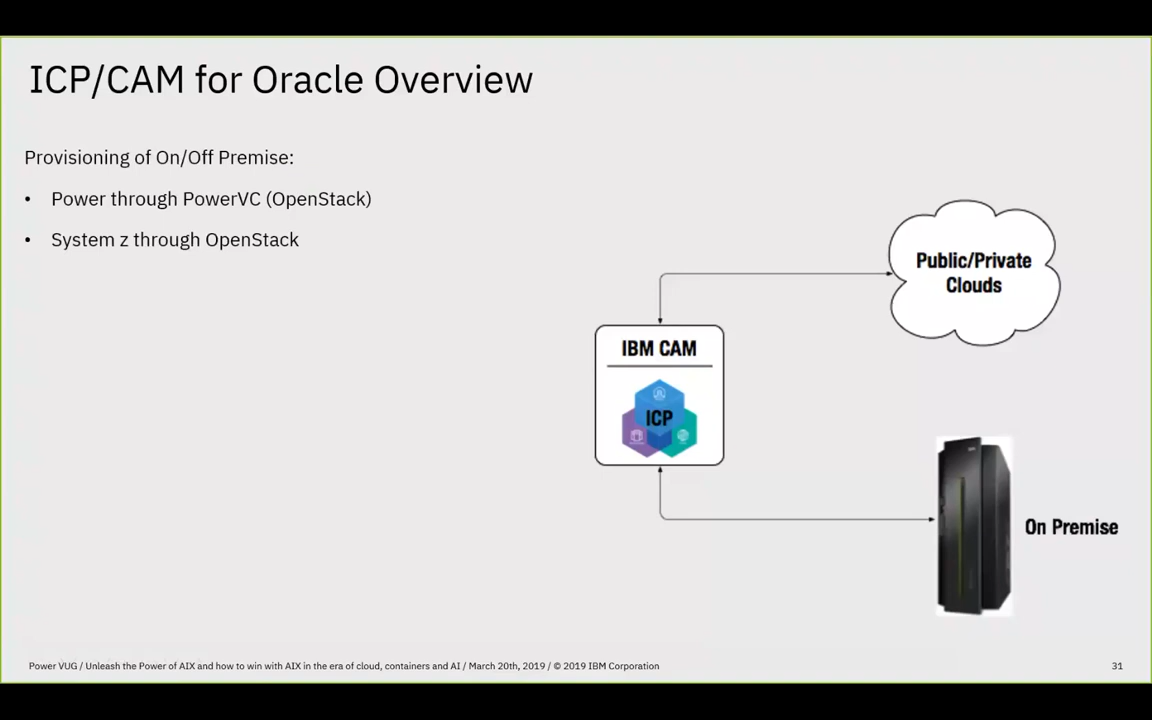 ICP/CAM for Oracle Overview
Provisioning of On/Off Premise:
• Power through PowerVC (OpenStack)
• System z through OpenStack
Public/Private
Clouds
IBM CAM
ICP
On Premise
Power VUG / Unleash the Power of AIX and how to win with AIX in the era of cloud, containers and AI / March 20th, 2019 / © 2019 IBM Corporation
31